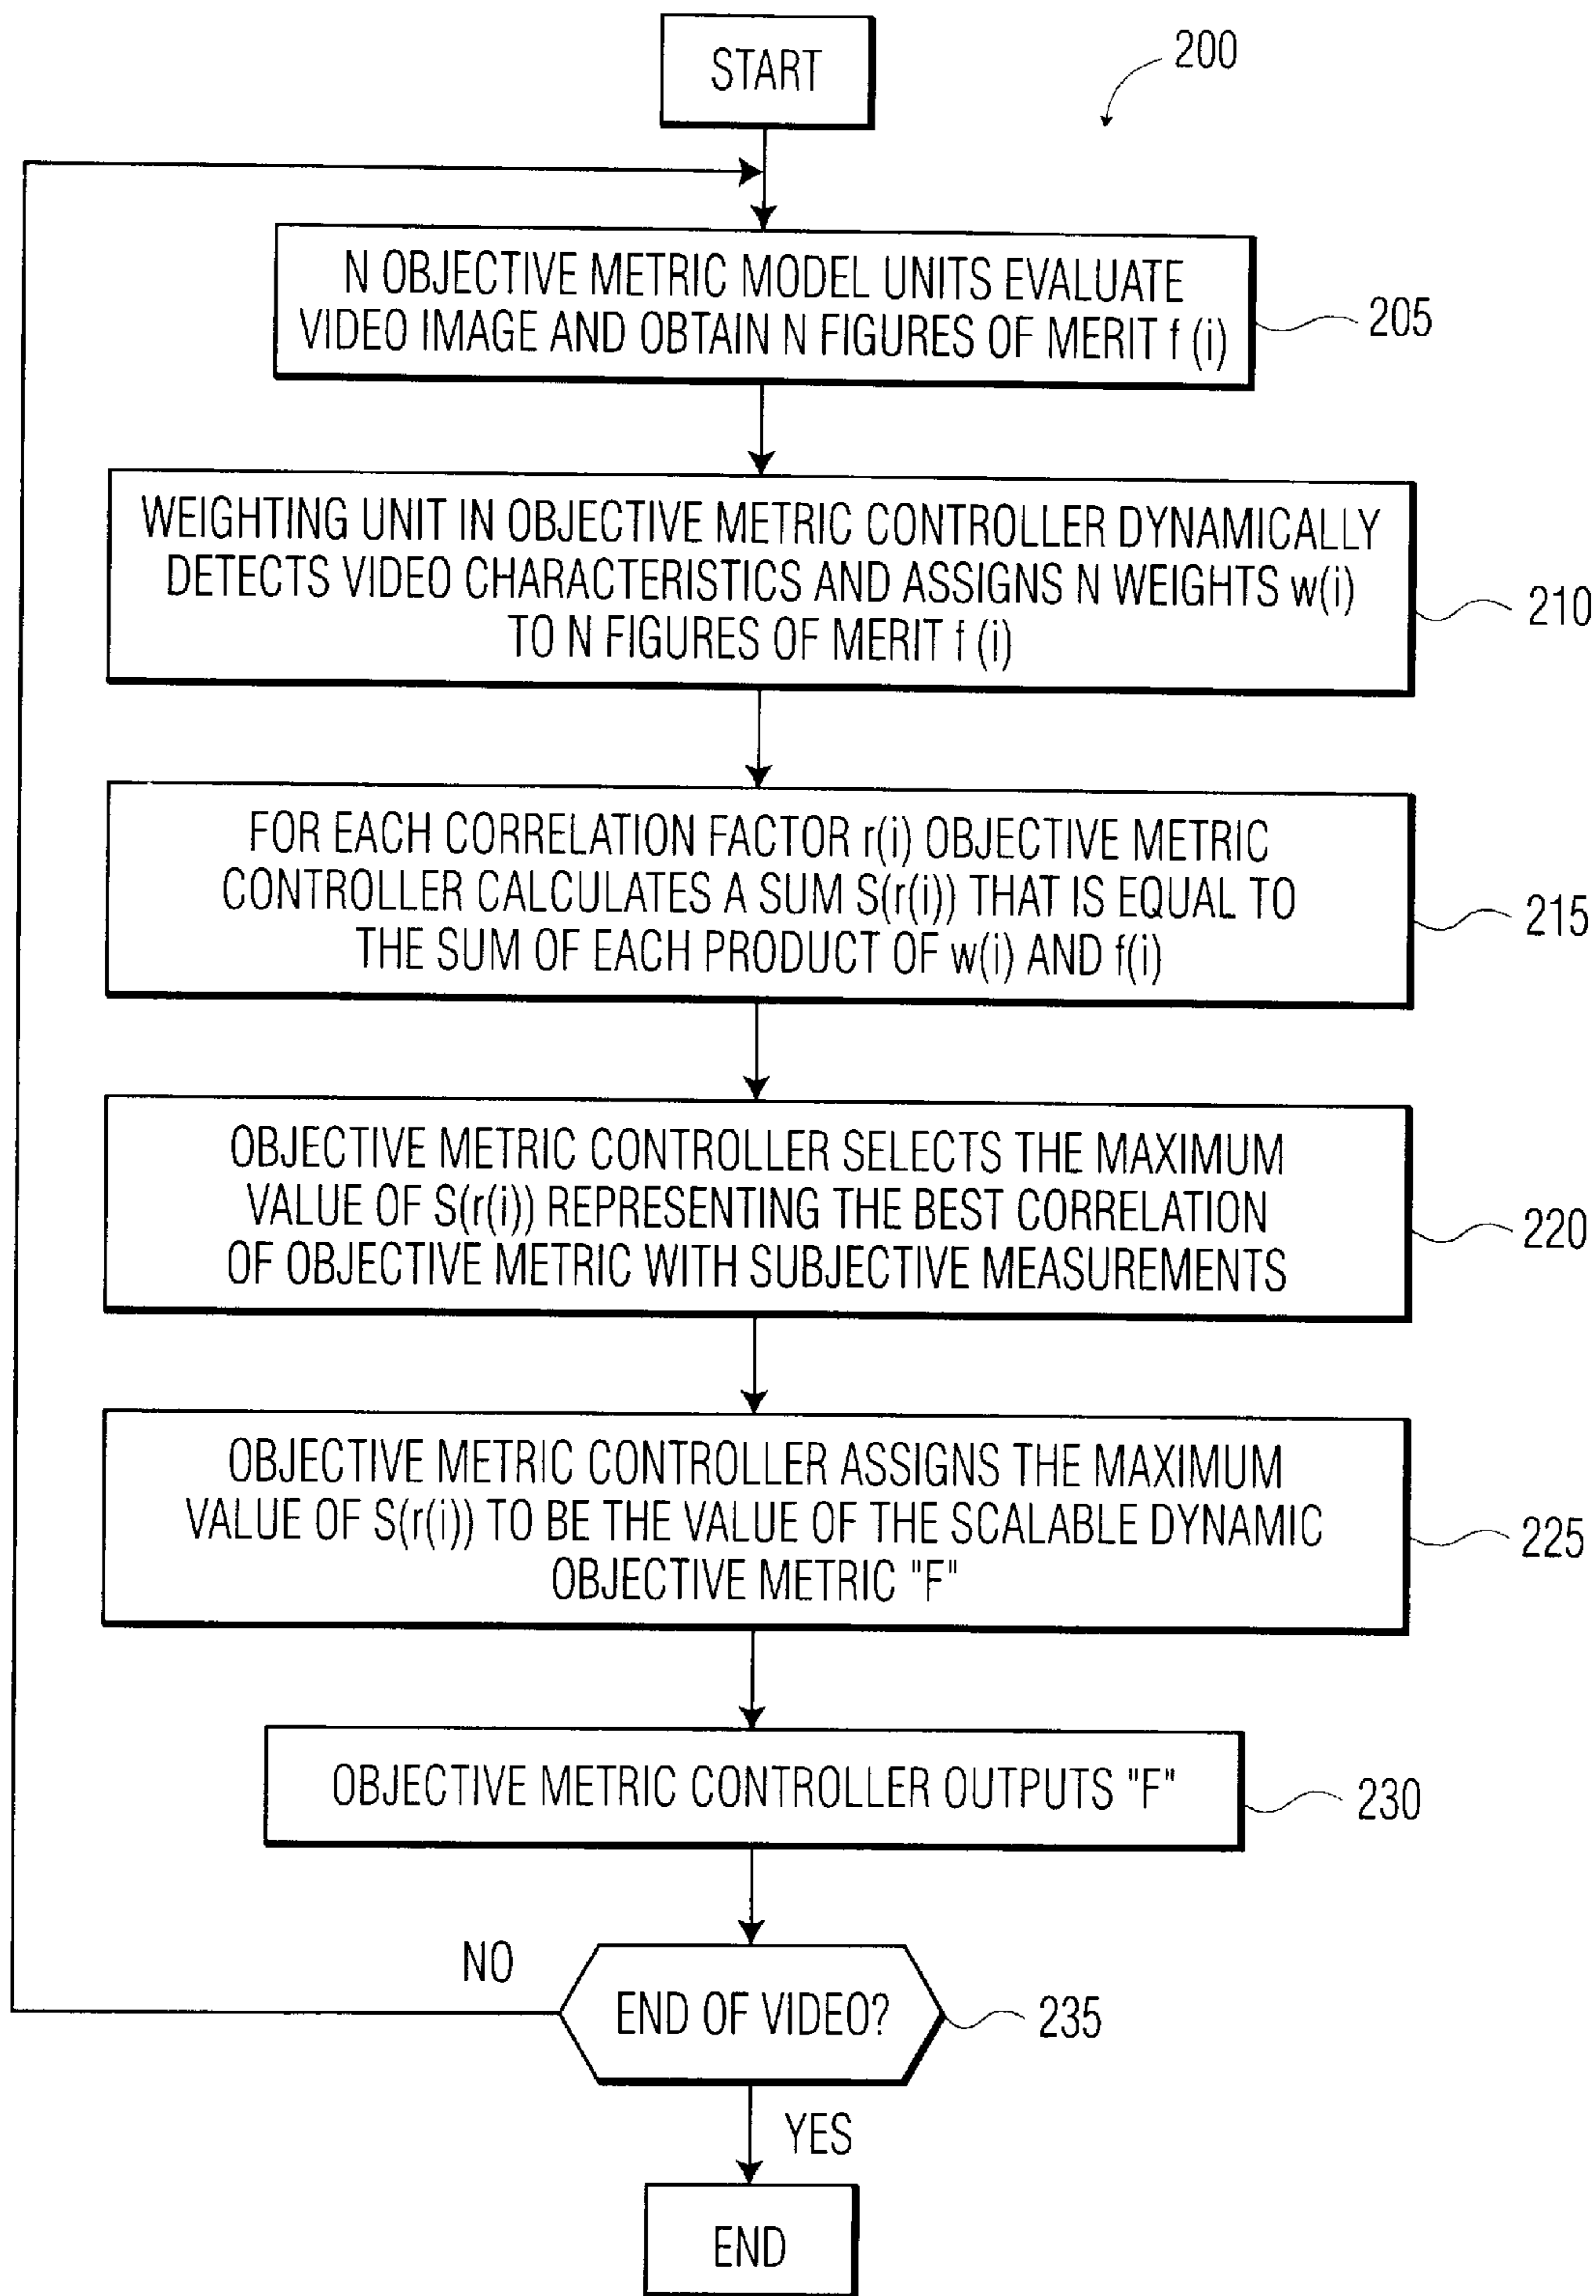 START
200
N OBJECTIVE METRIC MODEL UNITS EVALUATE
VIDEO IMAGE AND OBTAIN N FIGURES OF MERIT f (i)
205
WEIGHTING UNIT IN OBJECTIVE METRIC CONTROLLER DYNAMICALLY
DETECTS VIDEO CHARACTERISTICS AND ASSIGNS N WEIGHTS w(i)
TO N FIGURES OF MERIT f (i)
210
FOR EACH CORRELATION FACTOR r(i) OBJECTIVE METRIC
CONTROLLER CALCULATES A SUM S(r(i)) THAT IS EQUAL TO
THE SUM OF EACH PRODUCT OF w(i) AND f(i)
215
OBJECTIVE METRIC CONTROLLER SELECTS THE MAXIMUM
VALUE OF S(r(i)) REPRESENTING THE BEST CORRELATION
OF OBJECTIVE METRIC WITH SUBJECTIVE MEASUREMENTS
220
OBJECTIVE METRIC CONTROLLER ASSIGNS THE MAXIMUM
VALUE OF S(r(i)) TO BE THE VALUE OF THE SCALABLE DYNAMIC
OBJECTIVE METRIC "F"
225
OBJECTIVE METRIC CONTROLLER OUTPUTS "F"
230
NO
END OF VIDEO?
235
YES
END